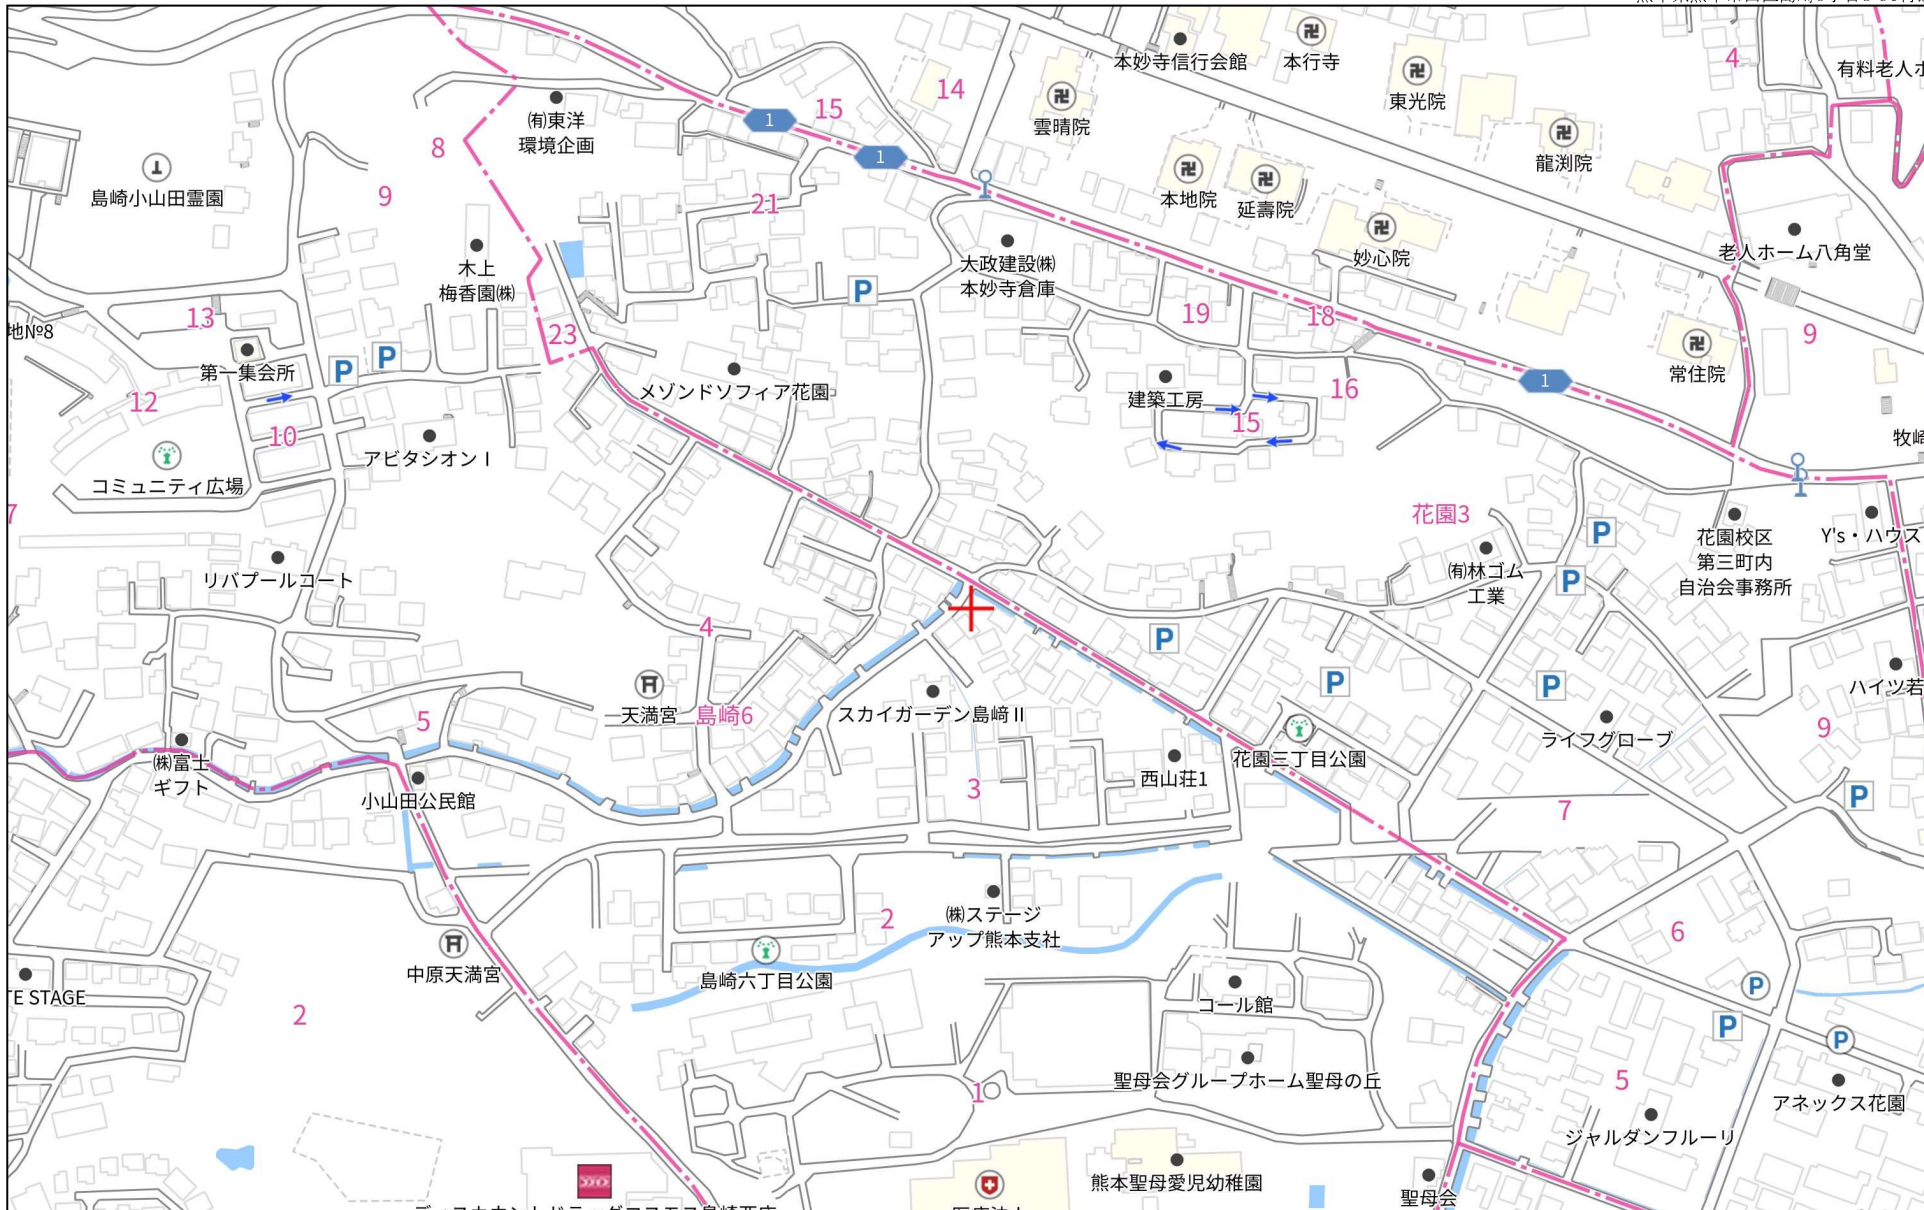 本妙寺信行会館
本行寺
4
有料老人ホ
東光院
14
15
1
雲晴院
㈲東洋
環境企画
8
1
龍渕院
島崎小山田霊園
9
21
本地院
延壽院
妙心院
老人ホーム八角堂
木上
梅香園㈱
大政建設㈱
本妙寺倉庫
P
13
19
18
地№8
23
9
第一集会所
P
P
常住院
メゾンドソフィア花園
建築工房
16
1
12
15
10
アビタシオンⅠ
牧崎
コミュニティ広場
7
花園3
P
花園校区
第三町内
自治会事務所
Y's・ハウス
㈲林ゴム
工業
P
リバプールコート
4
P
天満宮
島崎6
スカイガーデン島﨑Ⅱ
P
P
ハイツ若
5
ライフグローブ
9
㈱富士
ギフト
西山荘1
花園三丁目公園
小山田公民館
3
7
P
2
㈱ステージ
アップ熊本支社
6
中原天満宮
島崎六丁目公園
TE STAGE
コール館
P
2
P
P
聖母会グループホーム聖母の丘
1
5
アネックス花園
ジャルダンフルーリ
熊本聖母愛児幼稚園
聖母会